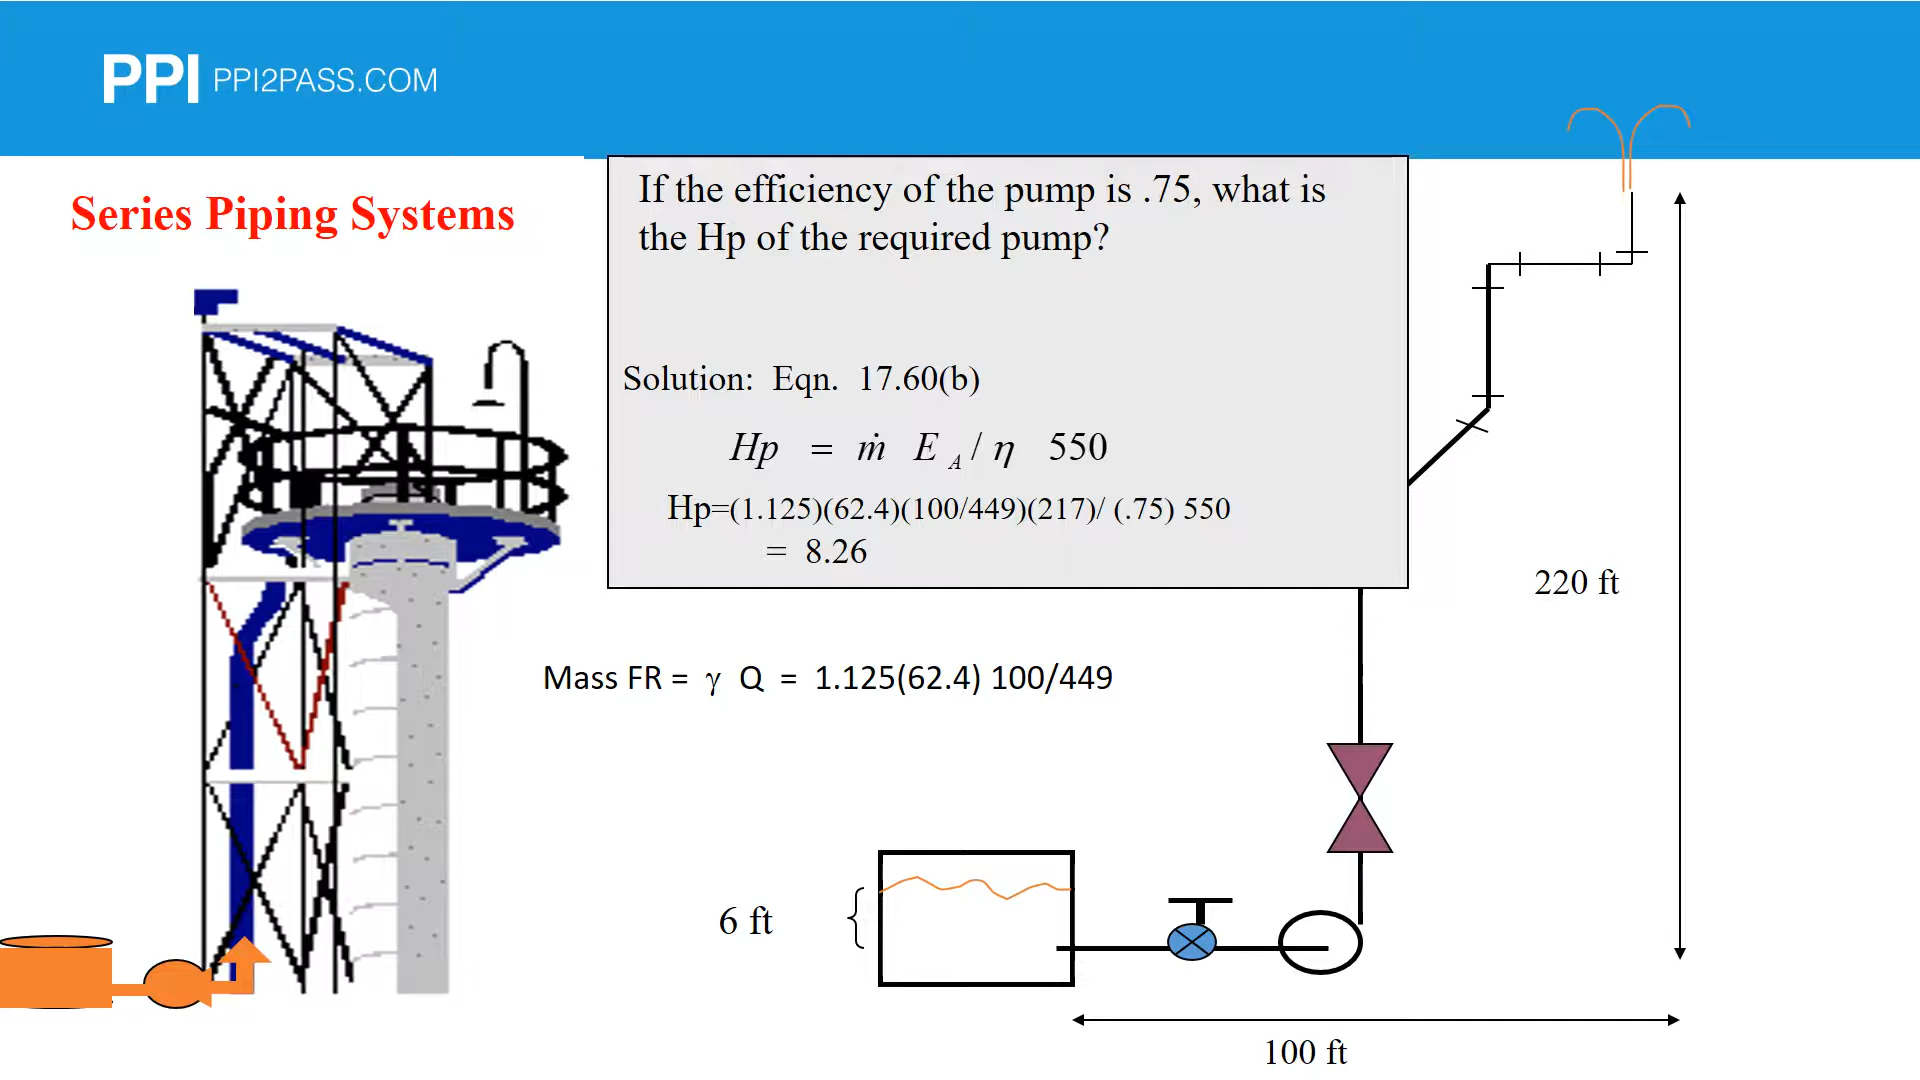 PPI PPI2PASS.COM
Series Piping Systems
If the efficiency of the pump is .75, what is
the Hp of the required pump?
Solution: Eqn. 17.60(b)
Hp = ṁ E A / η 550
Hp=(1.125)(62.4)(100/449)(217)/ (.75) 550
= 8.26
220 ft
Mass FR = γ Q = 1.125(62.4) 100/449
6 ft
100 ft